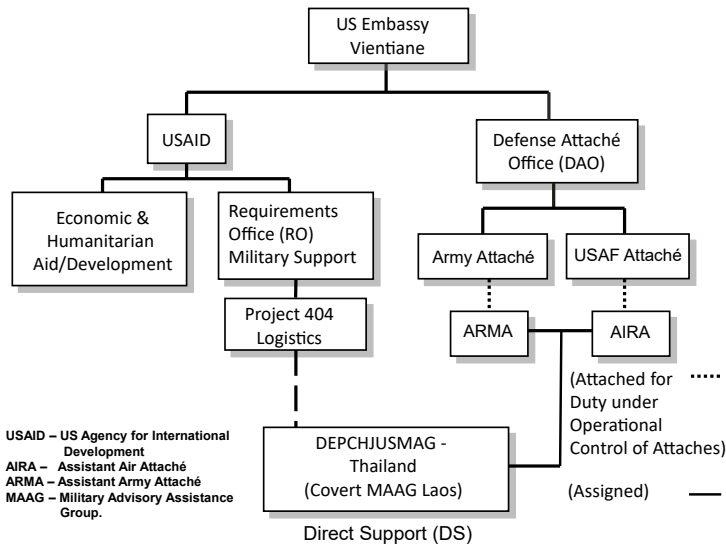 US Embassy
Vientiane
USAID
Defense Attaché
Office (DAO)
Economic &
Humanitarian
Aid/Development
Requirements
Office (RO)
Military Support
Army Attaché
USAF Attaché
Project 404
Logistics
ARMA
AIRA
(Attached for
Duty under
Operational
Control of Attaches)
USAID – US Agency for International
Development
AIRA – Assistant Air Attaché
ARMA – Assistant Army Attaché
MAAG – Military Advisory Assistance
Group.
DEPCHJUSMAG -
Thailand
(Covert MAAG Laos)
(Assigned)
Direct Support (DS)